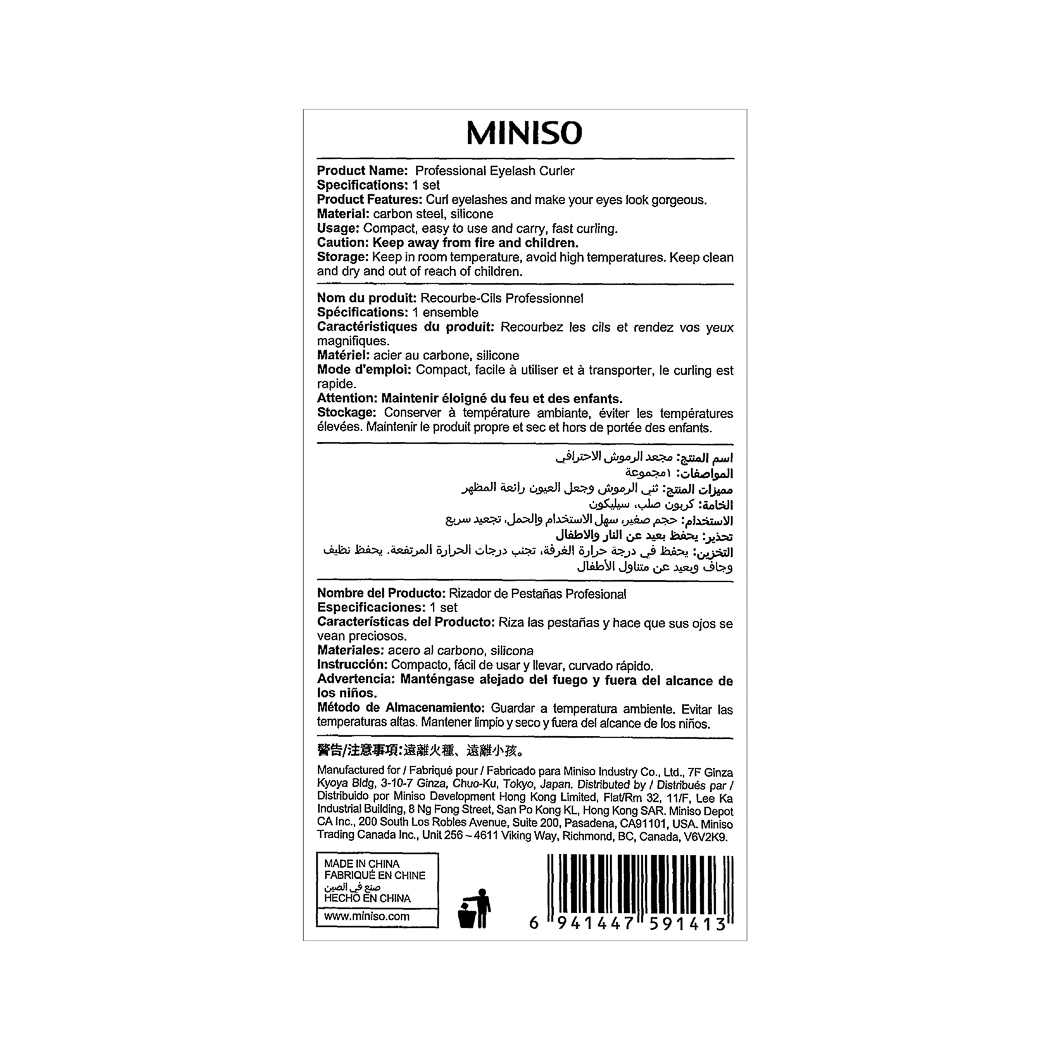 MINISO
Product Name: Professional Eyelash Curler
Specifications: 1 set
Product Features: Curl eyelashes and make your eyes look gorgeous.
Material: carbon steel, silicone
Usage: Compact, easy to use and carry, fast curling.
Caution: Keep away from fire and children.
Storage: Keep in room temperature, avoid high temperatures. Keep clean
and dry and out of reach of children.
Nom du produit: Recourbe-Cils Professionnel
Spécifications: 1 ensemble
Caractéristiques du produit: Recourbez les cils et rendez vos yeux
magnifiques.
Matériel: acier au carbone, silicone
Mode d'emploi: Compact, facile à utiliser et à transporter, le curling est
rapide.
Attention: Maintenir éloigné du feu et des enfants.
Stockage: Conserver à température ambiante, éviter les températures
élevées. Maintenir le produit propre et sec et hors de portée des enfants.
اسم المنتج: مجعد الرموش الاحترافي
المواصفات: ١مجموعة
مميزات المنتج: ثني الرموش وجعل العيون رائعة المظهر
الخامة: كربون صلب، سيليكون
الاستخدام: حجم صغير، سهل الاستخدام والحمل، تجعيد سريع
تحذير: يحفظ بعيد عن النار والاطفال
التخزين: يحفظ في درجة حرارة الغرفة، تجنب درجات الحرارة المرتفعة. يحفظ نظيف
وجاف وبعيد عن متناول الأطفال
Nombre del Producto: Rizador de Pestañas Profesional
Especificaciones: 1 set
Características del Producto: Riza las pestañas y hace que sus ojos se
vean preciosos.
Materiales: acero al carbono, silicona
Instrucción: Compacto, fácil de usar y llevar, curvado rápido.
Advertencia: Manténgase alejado del fuego y fuera del alcance de
los niños.
Método de Almacenamiento: Guardar a temperatura ambiente. Evitar las
temperaturas altas. Mantener limpio y seco y fuera del alcance de los niños.
警告/注意事項:遠離火種、遠離小孩。
Manufactured for / Fabriqué pour / Fabricado para Miniso Industry Co., Ltd., 7F Ginza
Kyoya Bldg, 3-10-7 Ginza, Chuo-Ku, Tokyo, Japan. Distributed by / Distribués par /
Distribuido por Miniso Development Hong Kong Limited, Flat/Rm 32, 11/F, Lee Ka
Industrial Building, 8 Ng Fong Street, San Po Kong KL, Hong Kong SAR. Miniso Depot
CA Inc., 200 South Los Robles Avenue, Suite 200, Pasadena, CA91101, USA. Miniso
Trading Canada Inc., Unit 256～4611 Viking Way, Richmond, BC, Canada, V6V2K9.
MADE IN CHINA
FABRIQUÉ EN CHINE
صنع في الصين
HECHO EN CHINA
www.miniso.com
6 941447 591413